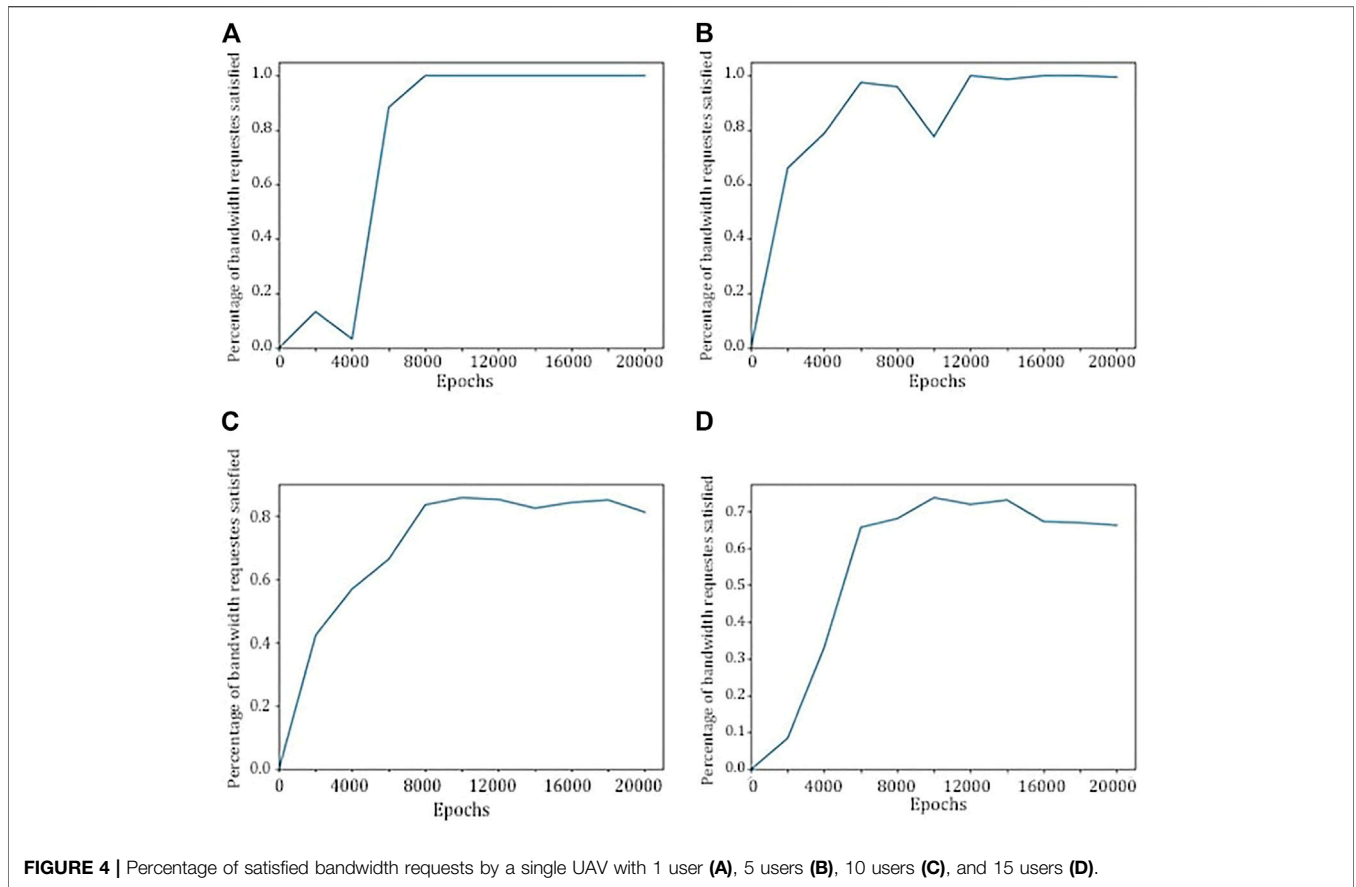 A
Percentage of bandwidth requestes satisfied
1.0
0.8
0.6
0.4
0.2
0.0
0 4000 8000 12000 16000 20000
Epochs
B
Percentage of bandwidth requestes satisfied
1.0
0.8
0.6
0.4
0.2
0.0
0 4000 8000 12000 16000 20000
Epochs
C
Percentage of bandwidth requestes satisfied
0.8
0.6
0.4
0.2
0.0
0 4000 8000 12000 16000 20000
Epochs
D
Percentage of bandwidth requestes satisfied
0.7
0.6
0.5
0.4
0.3
0.2
0.1
0.0
0 4000 8000 12000 16000 20000
Epochs
FIGURE 4 | Percentage of satisfied bandwidth requests by a single UAV with 1 user (A), 5 users (B), 10 users (C), and 15 users (D).